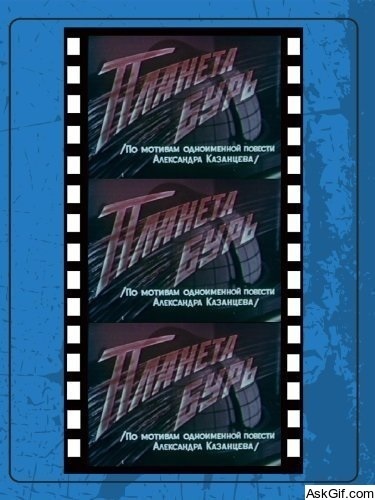 Планета
Бурь
/По мотивам одноименной повести
Александра Казанцева/
Планета
Бурь
/По мотивам одноименной повести
Александра Казанцева/
Планета
Бурь
/По мотивам одноименной повести
Александра Казанцева/
AskGif.com